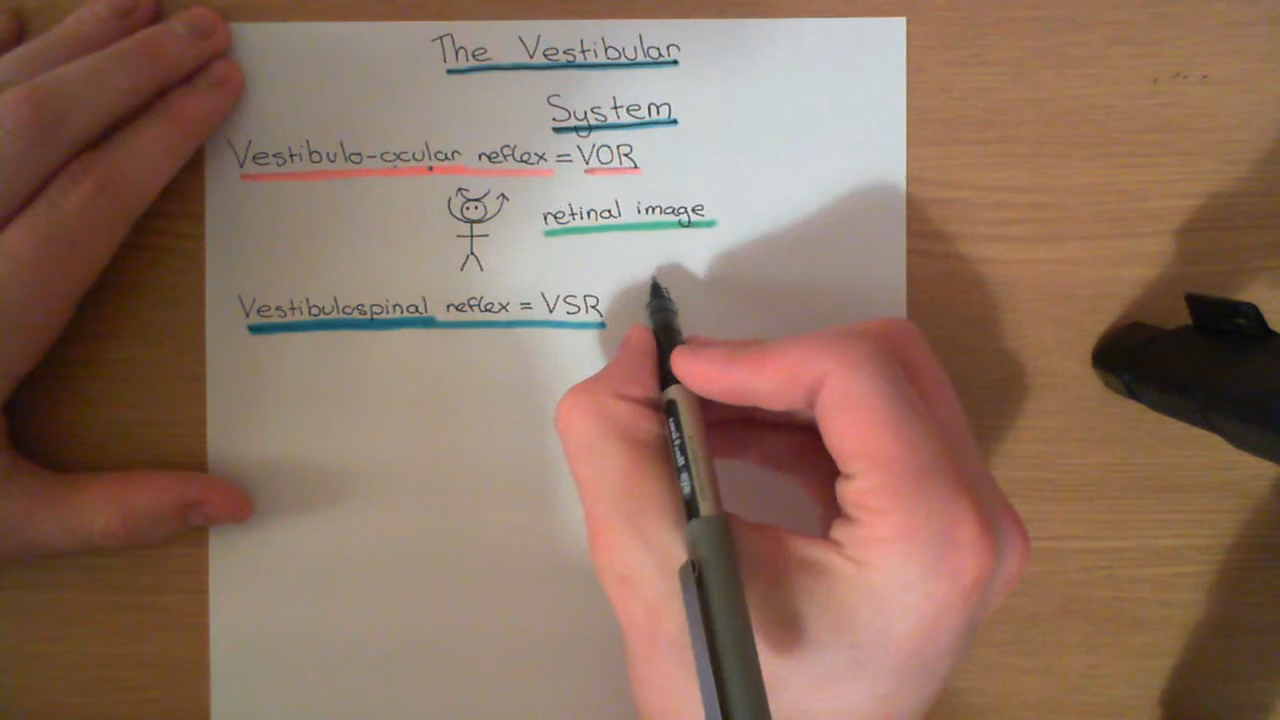 The Vestibular
System
Vestibulo-ocular reflex = VOR
retinal image
Vestibulospinal reflex = VSR